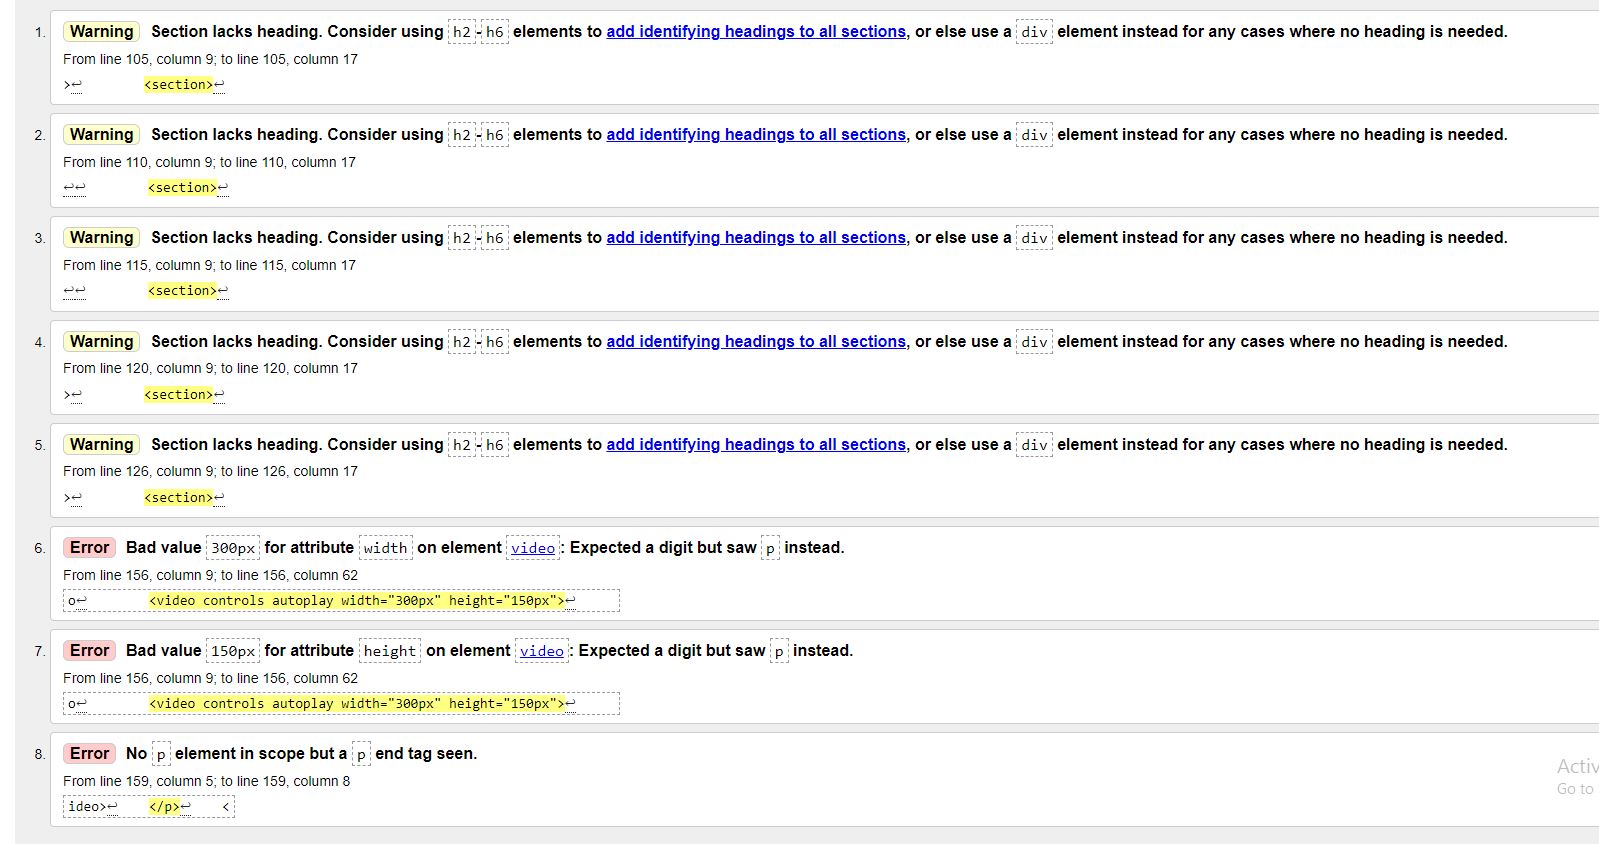 1. Warning Section lacks heading. Consider using h2-h6 elements to add identifying headings to all sections, or else use a div element instead for any cases where no heading is needed.
From line 105, column 9; to line 105, column 17
>↩ <section>↩
2. Warning Section lacks heading. Consider using h2-h6 elements to add identifying headings to all sections, or else use a div element instead for any cases where no heading is needed.
From line 110, column 9; to line 110, column 17
↩↩ <section>↩
3. Warning Section lacks heading. Consider using h2-h6 elements to add identifying headings to all sections, or else use a div element instead for any cases where no heading is needed.
From line 115, column 9; to line 115, column 17
↩↩ <section>↩
4. Warning Section lacks heading. Consider using h2-h6 elements to add identifying headings to all sections, or else use a div element instead for any cases where no heading is needed.
From line 120, column 9; to line 120, column 17
>↩ <section>↩
5. Warning Section lacks heading. Consider using h2-h6 elements to add identifying headings to all sections, or else use a div element instead for any cases where no heading is needed.
From line 126, column 9; to line 126, column 17
>↩ <section>↩
6. Error Bad value 300px for attribute width on element video: Expected a digit but saw p instead.
From line 156, column 9; to line 156, column 62
o↩ <video controls autoplay width="300px" height="150px">↩
7. Error Bad value 150px for attribute height on element video: Expected a digit but saw p instead.
From line 156, column 9; to line 156, column 62
o↩ <video controls autoplay width="300px" height="150px">↩
8. Error No p element in scope but a p end tag seen.
From line 159, column 5; to line 159, column 8
ideo>↩ </p>↩ <
Activ
Go to